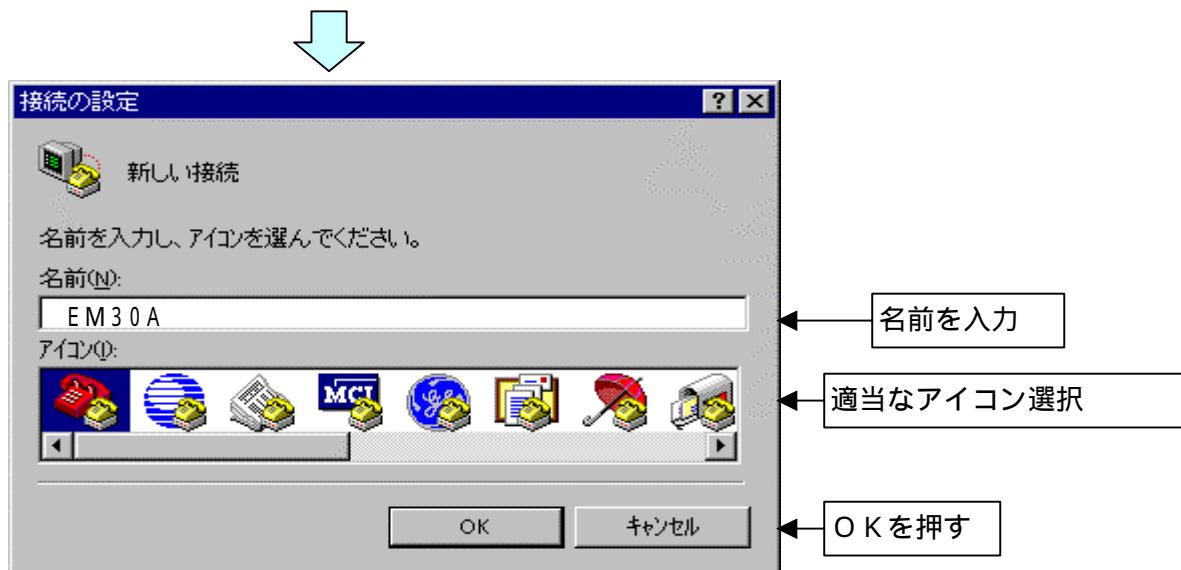 接続の設定
新しい接続
名前を入力し、アイコンを選んでください。
名前(N):
ＥＭ３０Ａ
名前を入力
アイコン(I):
MCI
適当なアイコン選択
OK
キャンセル
ＯＫを押す